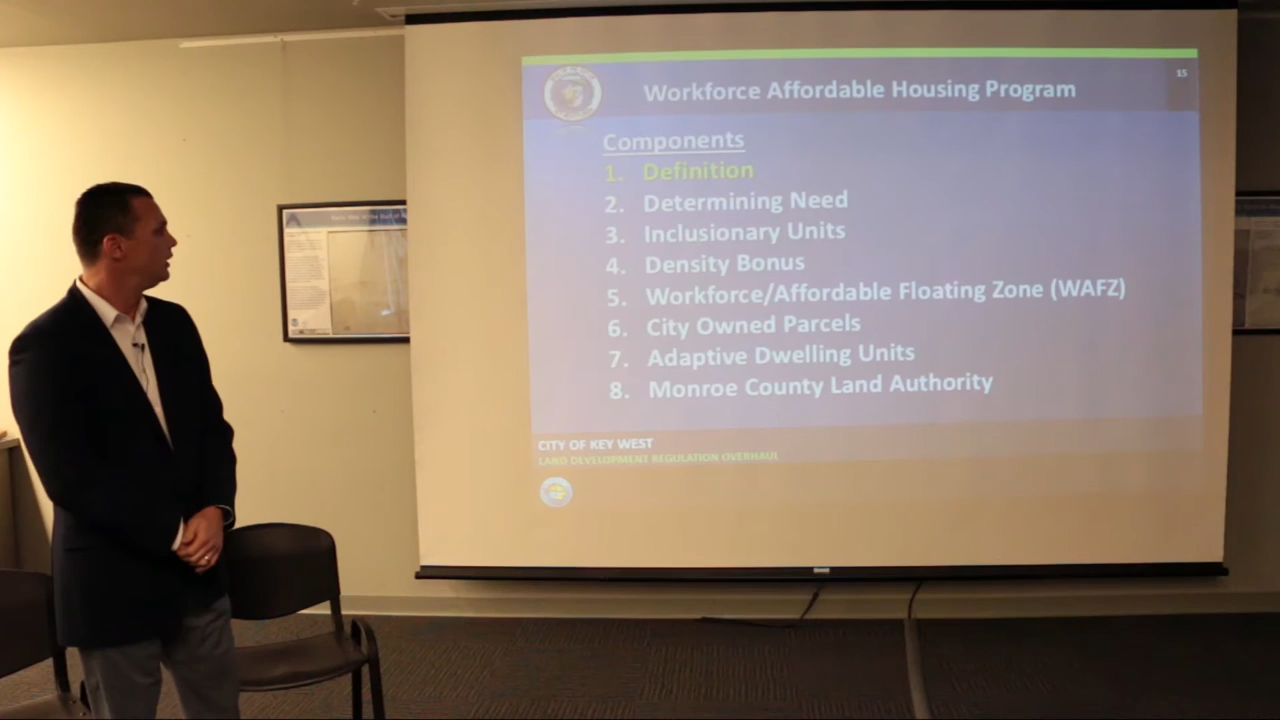 Workforce Affordable Housing Program
15
Components
1. Definition
2. Determining Need
3. Inclusionary Units
4. Density Bonus
5. Workforce/Affordable Floating Zone (WAFZ)
6. City Owned Parcels
7. Adaptive Dwelling Units
8. Monroe County Land Authority
CITY OF KEY WEST
LAND DEVELOPMENT REGULATION OVERHAUL